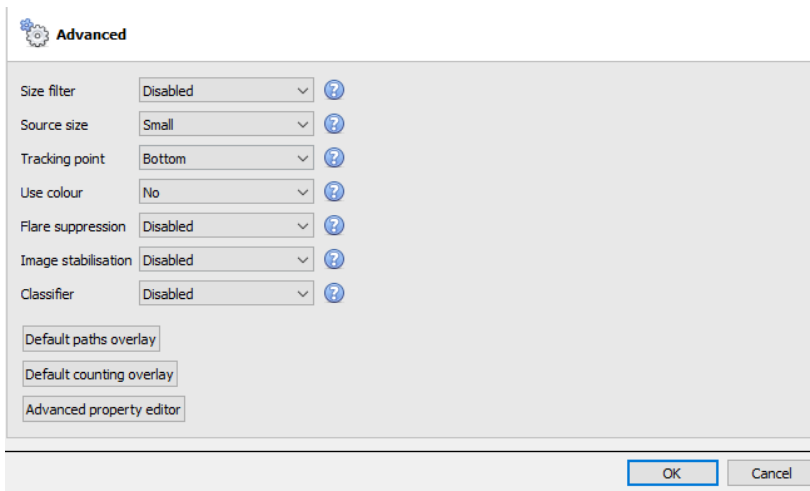 Advanced
Size filter Disabled
Source size Small
Tracking point Bottom
Use colour No
Flare suppression Disabled
Image stabilisation Disabled
Classifier Disabled
Default paths overlay
Default counting overlay
Advanced property editor
OK Cancel